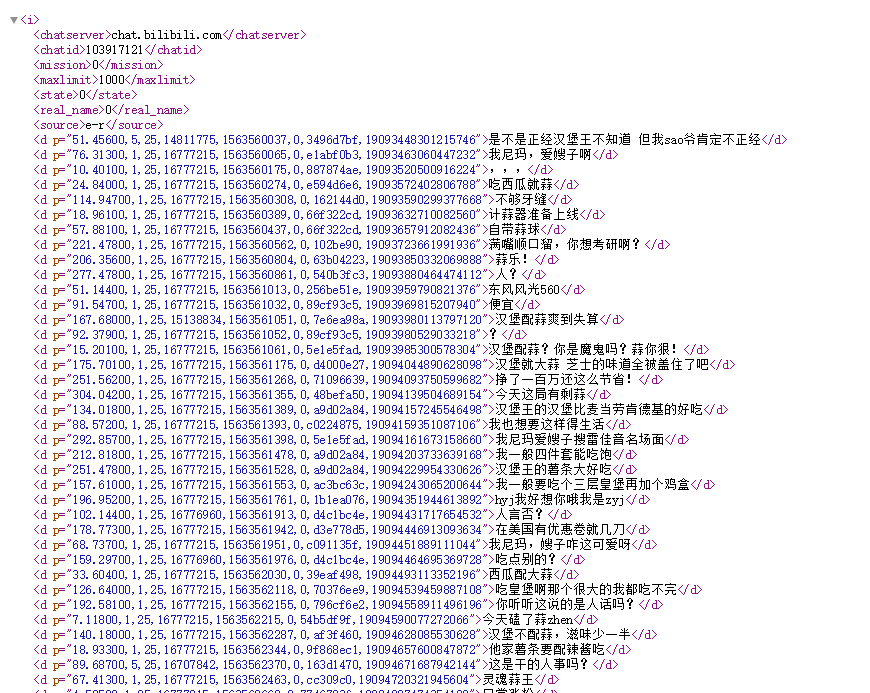 ▼<i>
<chatserver>chat.bilibili.com</chatserver>
<chatid>103917121</chatid>
<mission>0</mission>
<maxlimit>1000</maxlimit>
<state>0</state>
<real_name>0</real_name>
<source>e-r</source>
<d p="51.45600,5,25,14811775,1563560037,0,3496d7bf,19093448301215746">是不是正经汉堡王不知道 但我sao爷肯定不正经</d>
<d p="76.31300,1,25,16777215,1563560065,0,e1abf0b3,19093463060447232">我尼玛，爱嫂子啊</d>
<d p="10.40100,1,25,16777215,1563560175,0,887874ae,19093520500916224">，，，</d>
<d p="24.84000,1,25,16777215,1563560274,0,e594d6e6,19093572402806788">吃西瓜就蒜</d>
<d p="114.94700,1,25,16777215,1563560308,0,162144d0,19093590299377668">不够牙缝</d>
<d p="18.96100,1,25,16777215,1563560389,0,66f322cd,19093632710082560">计蒜器准备上线</d>
<d p="57.88100,1,25,16777215,1563560437,0,66f322cd,19093657912082436">自带蒜球</d>
<d p="221.47800,1,25,16777215,1563560562,0,102be90,19093723661991936">满嘴顺口溜，你想考研啊？</d>
<d p="206.35600,1,25,16777215,1563560804,0,63b04223,19093850332069888">蒜乐！</d>
<d p="277.47800,1,25,16777215,1563560861,0,540b3fc3,19093880464474112">人？</d>
<d p="51.14400,1,25,16777215,1563561013,0,256be51e,19093959790821376">东风风光560</d>
<d p="91.54700,1,25,16777215,1563561032,0,89cf93c5,19093969815207940">便宜</d>
<d p="167.68000,1,25,15138834,1563561051,0,7e6ea98a,19093980113797120">汉堡配蒜爽到失算</d>
<d p="92.37900,1,25,16777215,1563561052,0,89cf93c5,19093980529033218">？</d>
<d p="15.20100,1,25,16777215,1563561061,0,5e1e5fad,19093985300578304">汉堡配蒜？你是魔鬼吗？蒜你狠！</d>
<d p="175.70100,1,25,16777215,1563561175,0,d4000e27,19094044890628098">汉堡就大蒜 芝士的味道全被盖住了吧</d>
<d p="251.56200,1,25,16777215,1563561268,0,71096639,19094093750599682">挣了一百万还这么节省！</d>
<d p="304.04200,1,25,16777215,1563561355,0,48befa50,19094139504689154">今天这局有剩蒜</d>
<d p="134.01800,1,25,16777215,1563561389,0,a9d02a84,19094157245546498">汉堡王的汉堡比麦当劳肯德基的好吃</d>
<d p="88.57200,1,25,16777215,1563561393,0,c0224875,19094159351087106">我也想要这样得生活</d>
<d p="292.85700,1,25,16777215,1563561398,0,5e1e5fad,19094161673158660">我尼玛爱嫂子搜雷佳音名场面</d>
<d p="212.81800,1,25,16777215,1563561478,0,a9d02a84,19094203733639168">我一般四件套能吃饱</d>
<d p="251.47800,1,25,16777215,1563561528,0,a9d02a84,19094229954330626">汉堡王的薯条大好吃</d>
<d p="157.61000,1,25,16777215,1563561553,0,ac3bc63c,19094243065200644">我一般要吃个三层皇堡再加个鸡盒</d>
<d p="196.95200,1,25,16777215,1563561761,0,1b1ea076,19094351944613892">hyj我好想你哦我是zyj</d>
<d p="102.14400,1,25,16776960,1563561913,0,d4c1bc4e,19094431717654532">人言否？</d>
<d p="178.77300,1,25,16777215,1563561942,0,d3e778d5,19094446913093634">在美国有优惠卷就几刀</d>
<d p="68.73700,1,25,16777215,1563561951,0,c091135f,19094451889111044">我尼玛，嫂子咋这可爱呀</d>
<d p="159.29700,1,25,16776960,1563561976,0,d4c1bc4e,19094464695369728">吃点别的？</d>
<d p="33.60400,1,25,16777215,1563562030,0,39eaf498,19094493113352196">西瓜配大蒜</d>
<d p="126.64000,1,25,16777215,1563562118,0,70376ee9,19094539459887108">吃皇堡啊那个很大的我都吃不完</d>
<d p="192.58100,1,25,16777215,1563562155,0,796cf6e2,19094558911496196">你听听这说的是人话吗？</d>
<d p="7.11800,1,25,16777215,1563562215,0,54b5df9f,19094590077272066">今天磕了蒜zhen</d>
<d p="140.18000,1,25,16777215,1563562287,0,af3f460,19094628085530628">汉堡不配蒜，滋味少一半</d>
<d p="18.93300,1,25,16777215,1563562344,0,9f868ec1,19094657600847872">他家薯条要配辣酱吃</d>
<d p="89.68700,5,25,16707842,1563562370,0,163d1470,19094671687942144">这是干的人事吗？</d>
<d p="67.41300,1,25,16777215,1563562463,0,cc309c0,19094720321945604">灵魂蒜王</d>